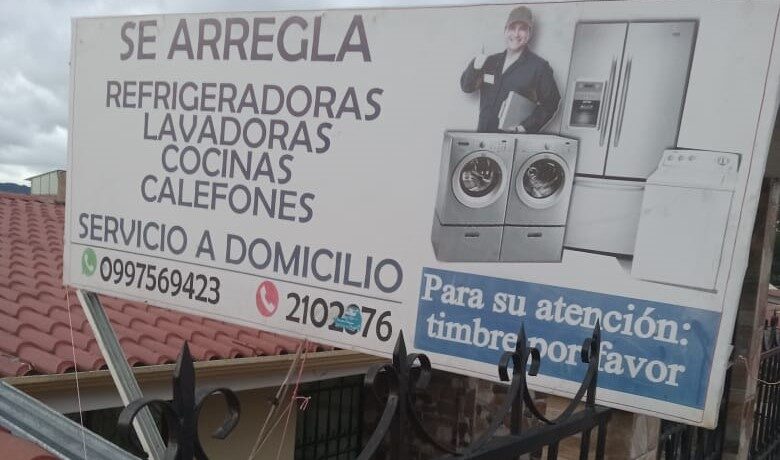 SE ARREGLA
REFRIGERADORAS
LAVADORAS
COCINAS
CALEFONES
SERVICIO A DOMICILIO
0997569423
Para su atención:
timbre por favor